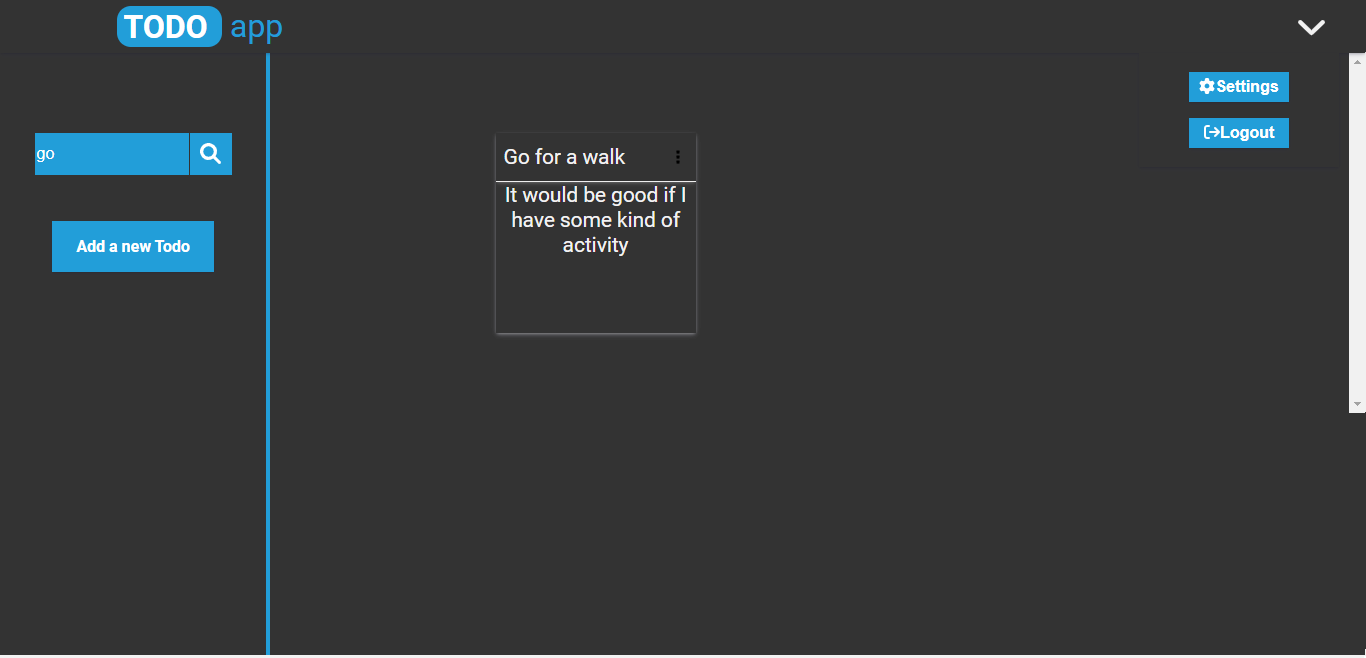 TODO app
Settings
Logout
go
Add a new Todo
Go for a walk
It would be good if I
have some kind of
activity